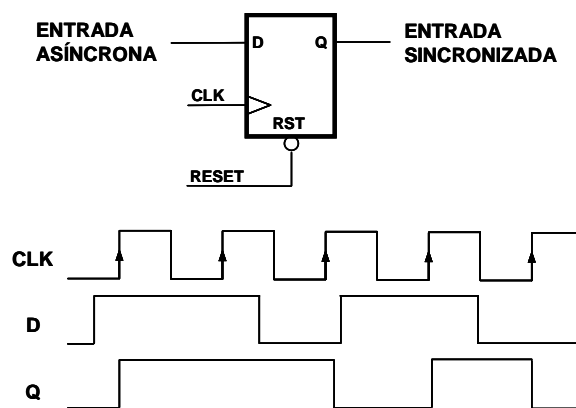 ENTRADA
ASÍNCRONA
D
Q
ENTRADA
SINCRONIZADA
CLK
RST
RESET
CLK
D
Q